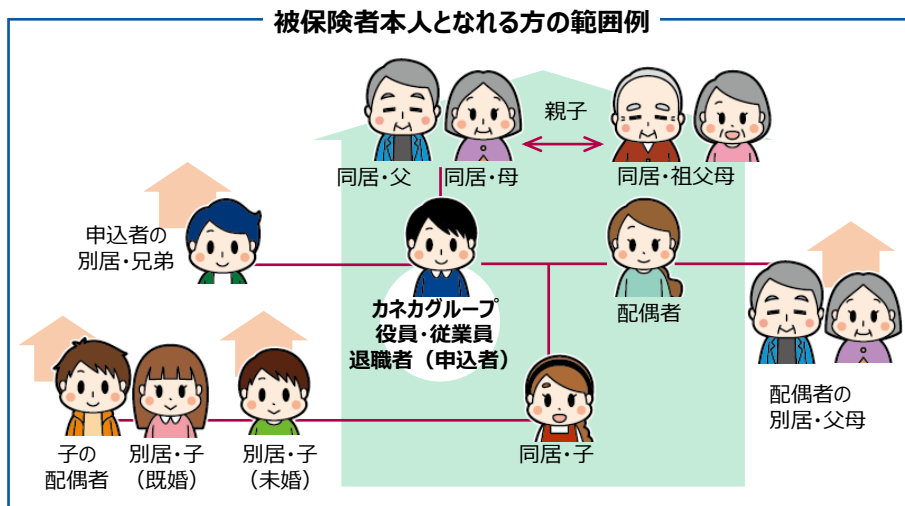 被保険者本人となれる方の範囲例
親子
同居・父
同居・母
同居・祖父母
申込者の
別居・兄弟
カネカグループ
役員・従業員
退職者（申込者）
配偶者
配偶者の
別居・父母
子の
配偶者
別居・子
（既婚）
別居・子
（未婚）
同居・子